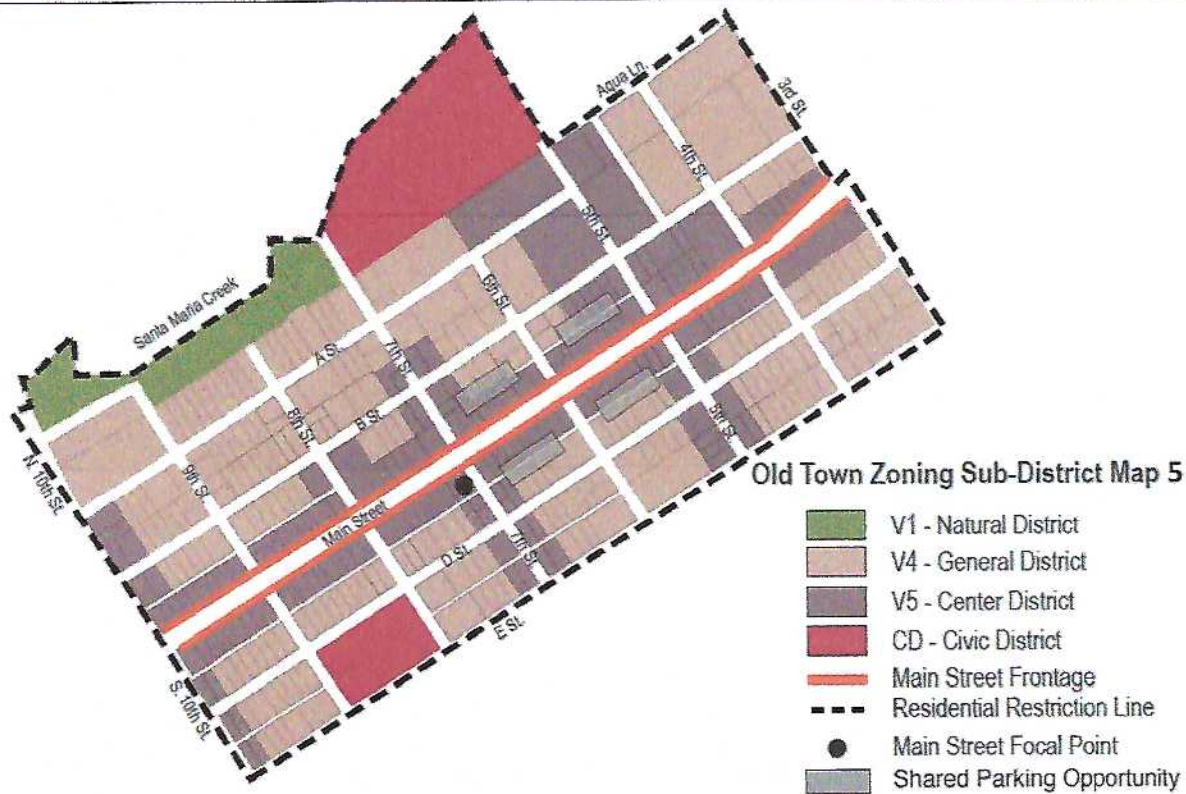 Aqua Ln.
3rd St.
4th St.
5th St.
Santa Maria Creek
6th St.
A St.
7th St.
B St.
8th St.
9th St.
N. 10th St.
Main Street
5th St.
7th St.
D St.
E St.
S. 10th St.
Old Town Zoning Sub-District Map 5
V1 - Natural District
V4 - General District
V5 - Center District
CD - Civic District
Main Street Frontage
Residential Restriction Line
Main Street Focal Point
Shared Parking Opportunity